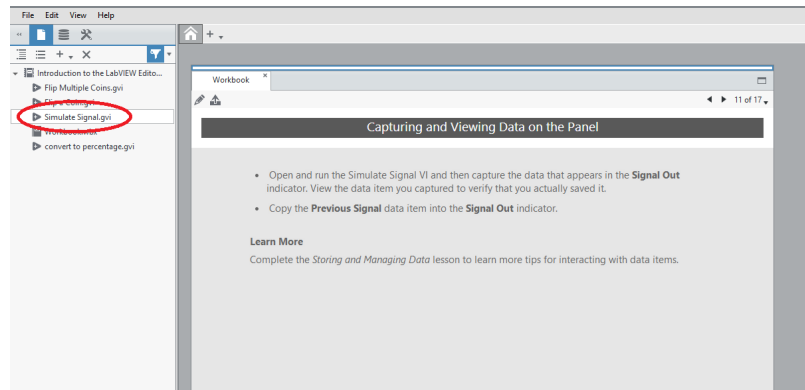 File Edit View Help
Introduction to the LabVIEW Edito...
Flip Multiple Coins.gvi
Simulate Signal.gvi
convert to percentage.gvi
Workbook
11 of 17
Capturing and Viewing Data on the Panel
• Open and run the Simulate Signal VI and then capture the data that appears in the Signal Out
indicator. View the data item you captured to verify that you actually saved it.
• Copy the Previous Signal data item into the Signal Out indicator.
Learn More
Complete the Storing and Managing Data lesson to learn more tips for interacting with data items.